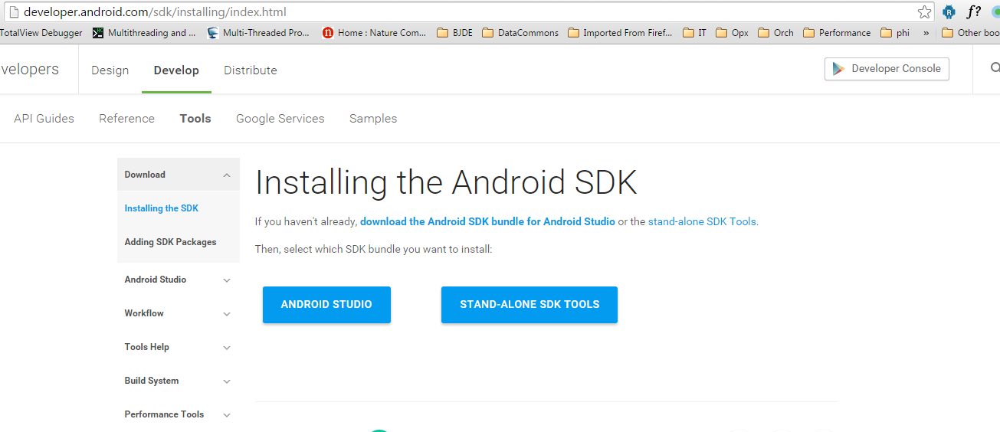 developer.android.com/sdk/installing/index.html
f?
TotalView Debugger Multithreading and ... Multi-Threaded Pro... Home : Nature Com... BJDE DataCommons Imported From Firef... IT Opx Orch Performance phi » Other boo
velopers Design Develop Distribute Developer Console
API Guides Reference Tools Google Services Samples
Download
Installing the SDK
Adding SDK Packages
Android Studio
Workflow
Tools Help
Build System
Performance Tools
Installing the Android SDK
If you haven't already, download the Android SDK bundle for Android Studio or the stand-alone SDK Tools.
Then, select which SDK bundle you want to install:
ANDROID STUDIO STAND-ALONE SDK TOOLS